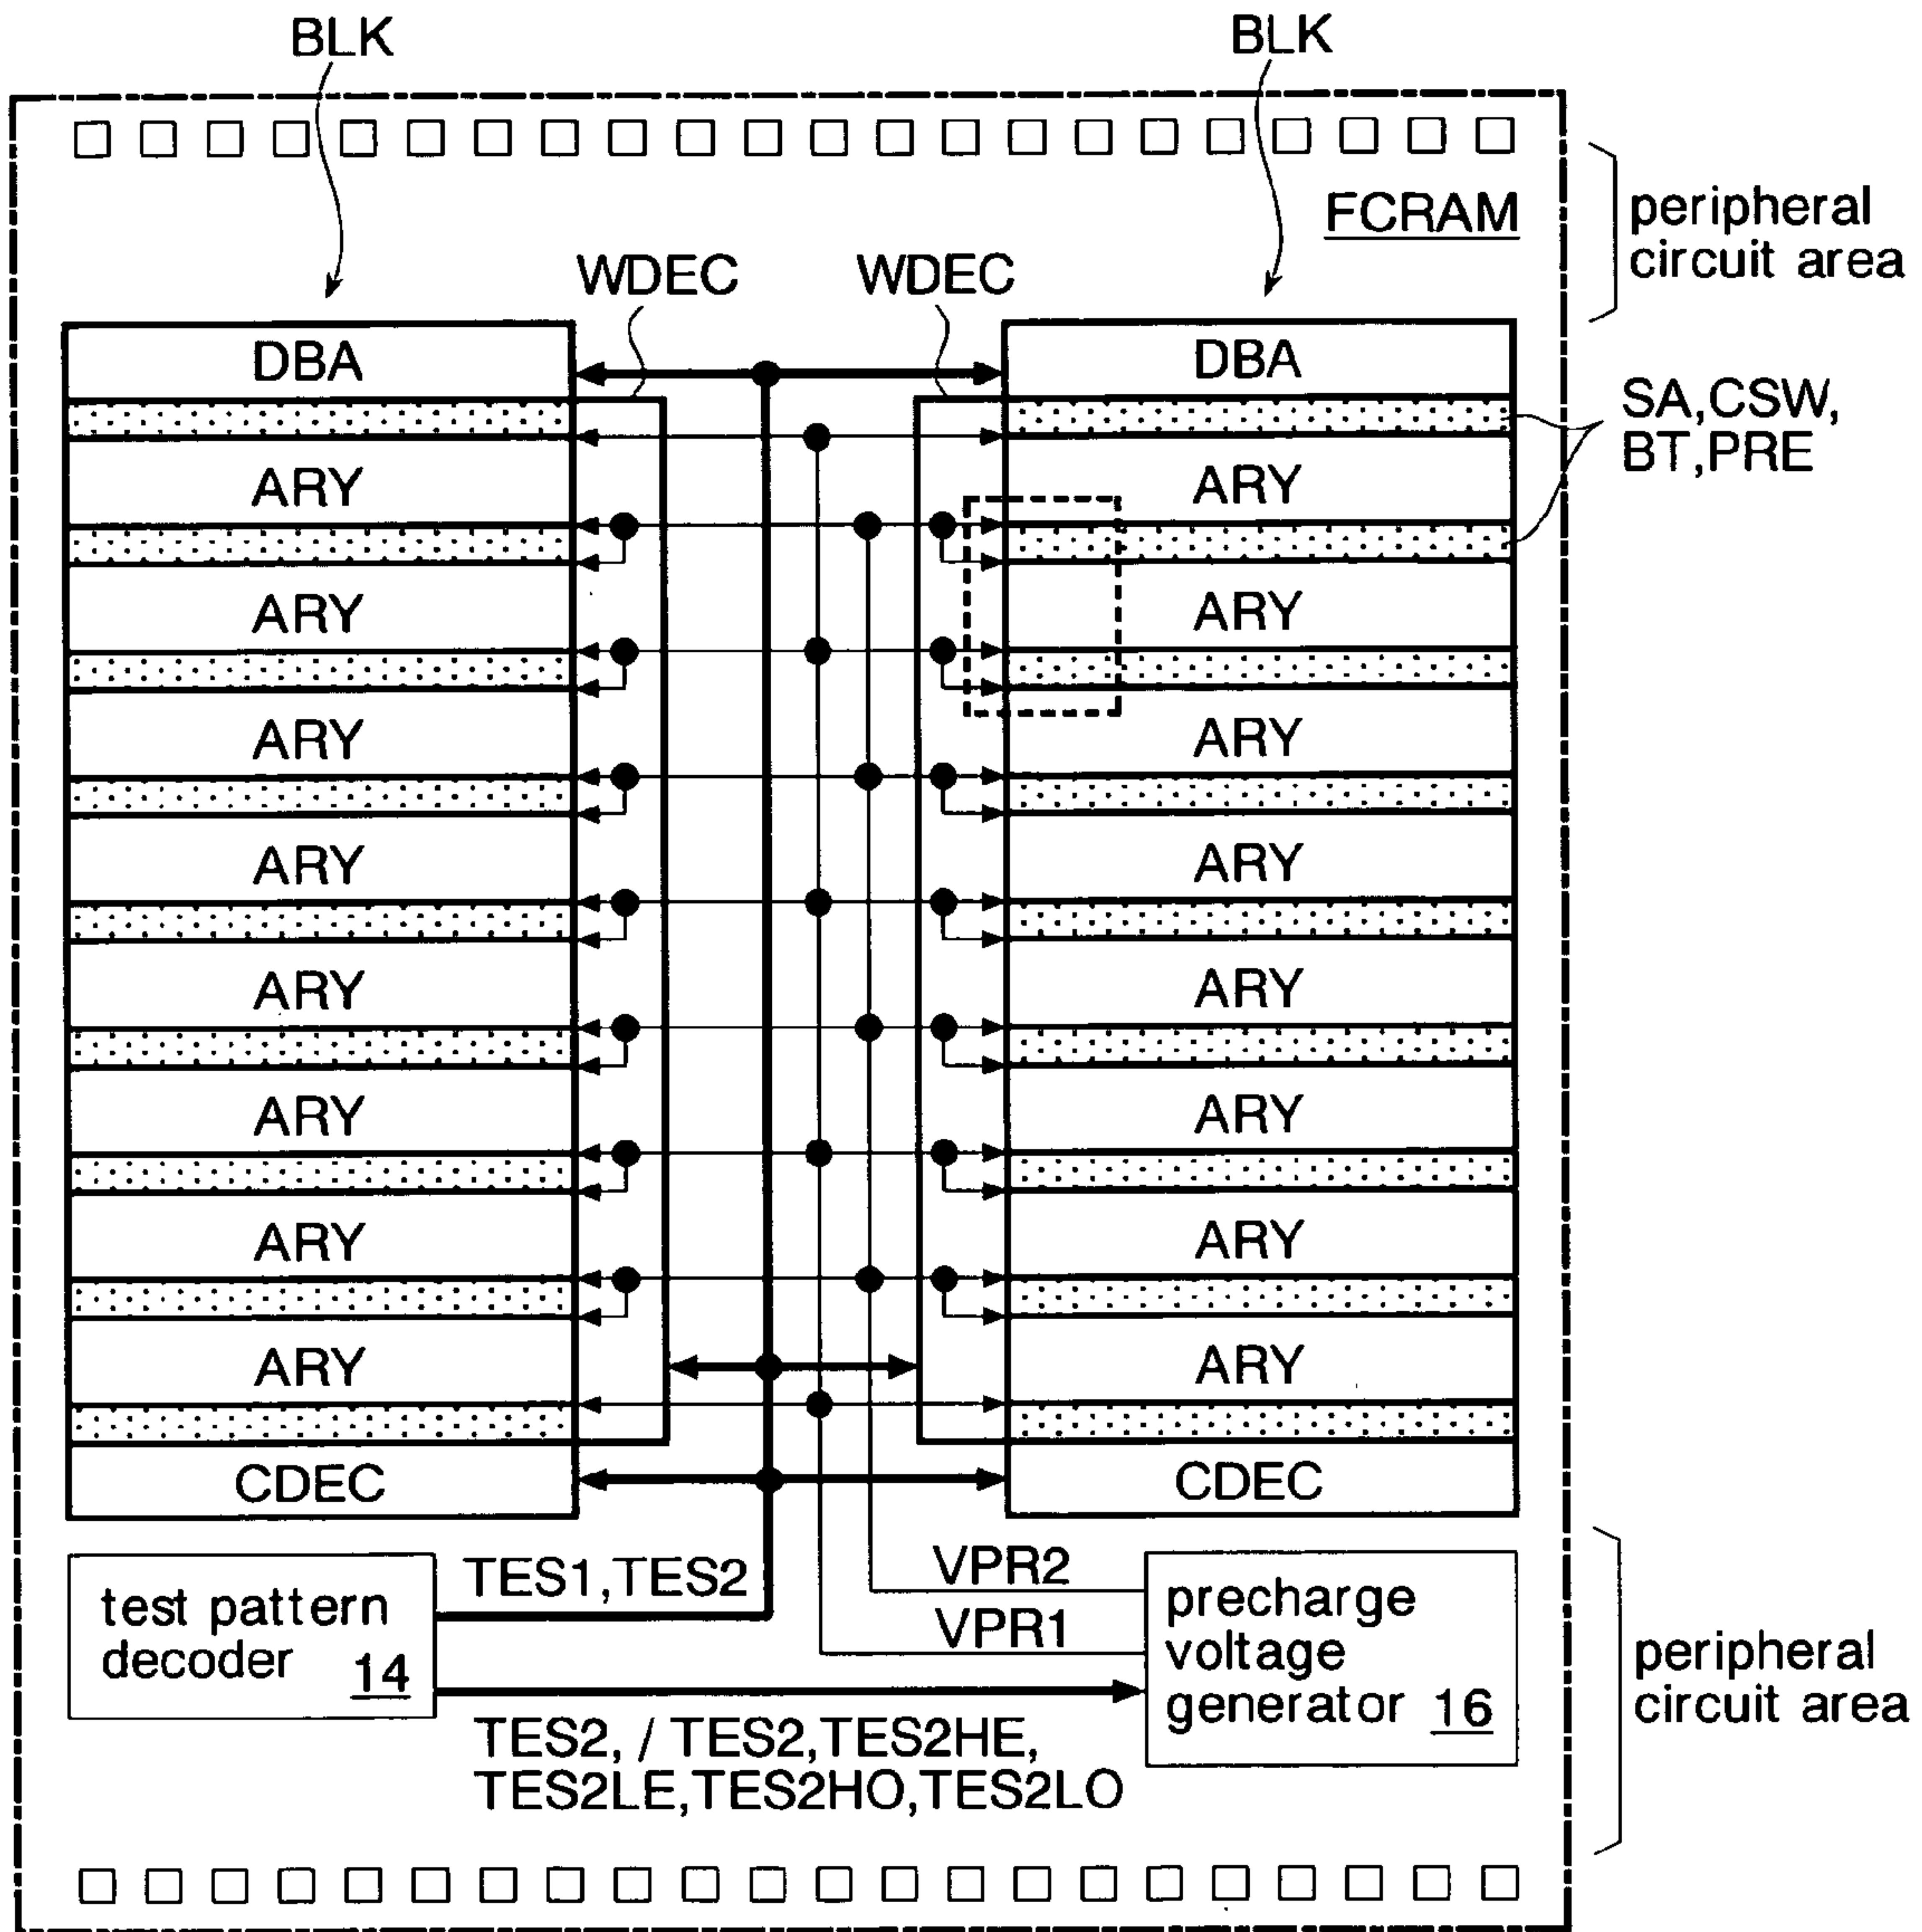 BLK BLK
FCRAM
peripheral
circuit area
WDEC WDEC
DBA DBA
SA,CSW,
BT,PRE
ARY ARY
ARY ARY
ARY ARY
ARY ARY
ARY ARY
ARY ARY
ARY ARY
ARY ARY
CDEC CDEC
TES1,TES2
VPR2
VPR1
test pattern
decoder 14
precharge
voltage
generator 16
peripheral
circuit area
TES2, / TES2,TES2HE,
TES2LE,TES2HO,TES2LO